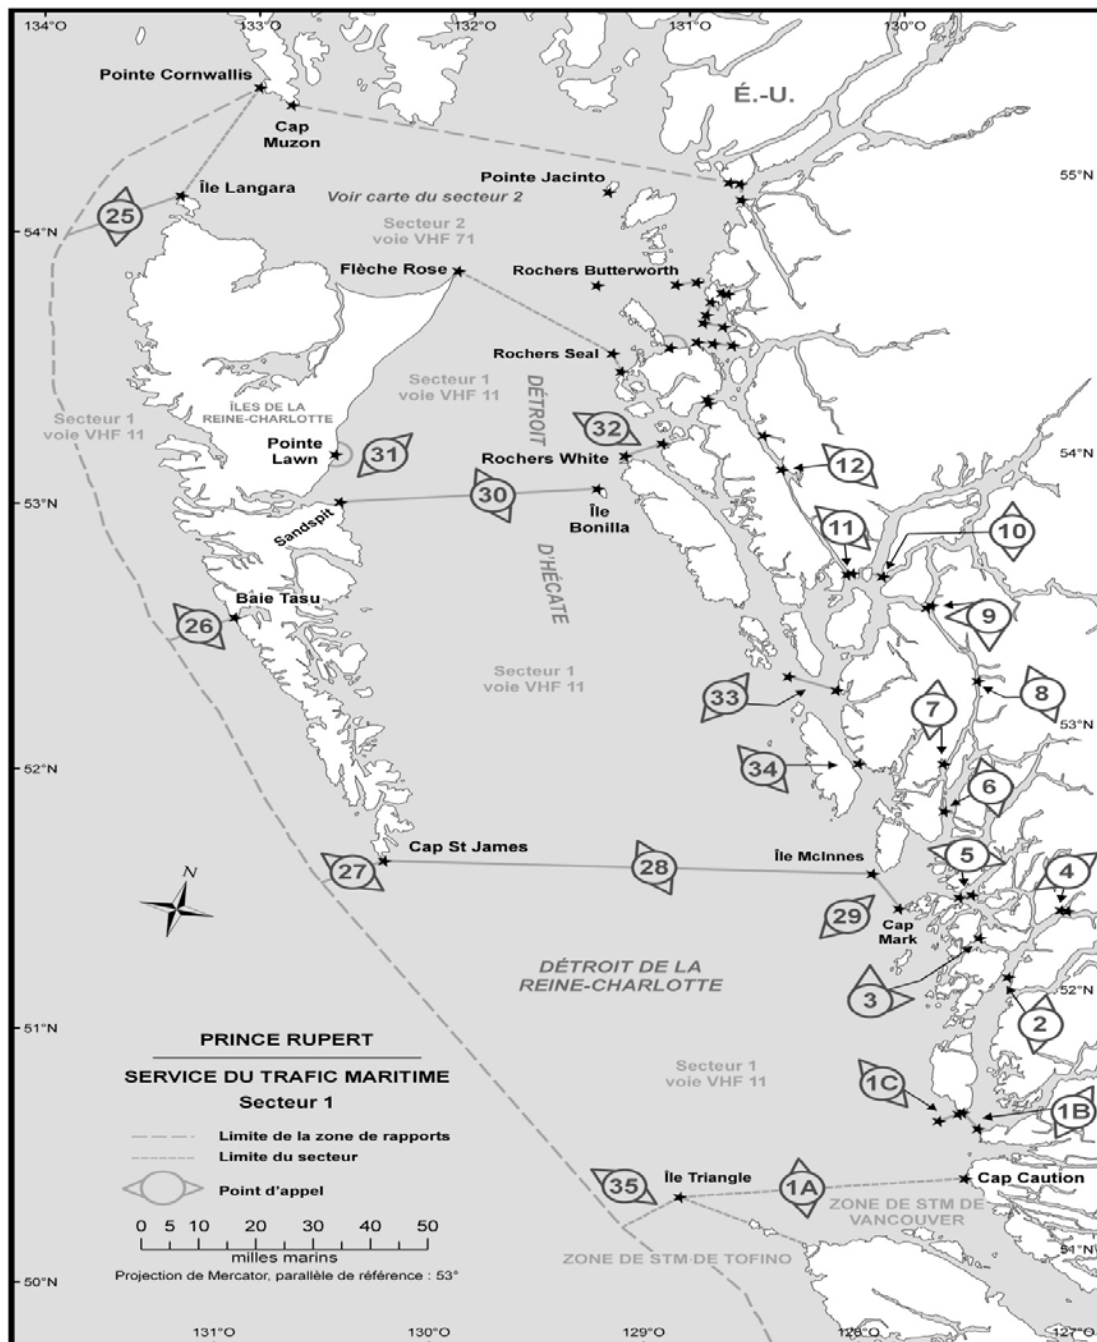 134°O
133°O
132°O
131°O
130°O
Pointe Cornwallis
É.-U.
Cap
Muzon
Pointe Jacinto
55°N
Île Langara
Voir carte du secteur 2
25
Secteur 2
voie VHF 71
54°N
Flèche Rose
Rochers Butterworth
Rochers Seal
Secteur 1
voie VHF 11
DÉTROIT
ÎLES DE LA
REINE-CHARLOTTE
Secteur 1
voie VHF 11
32
Pointe
Lawn
31
Rochers White
12
54°N
30
53°N
Sandspit
Île
Bonilla
11
10
D'HÉCATE
Baie Tasu
26
9
Secteur 1
voie VHF 11
33
8
7
53°N
34
52°N
6
Cap St James
Île McInnes
5
4
27
28
N
29
Cap
Mark
DÉTROIT DE LA
REINE-CHARLOTTE
52°N
3
2
51°N
PRINCE RUPERT
SERVICE DU TRAFIC MARITIME
Secteur 1
Secteur 1
voie VHF 11
1C
1B
Limite de la zone de rapports
Limite du secteur
Point d'appel
35
Île Triangle
1A
Cap Caution
ZONE DE STM DE
VANCOUVER
0 5 10 20 30 40 50
milles marins
ZONE DE STM DE TOFINO
51°N
Projection de Mercator, parallèle de référence : 53°
50°N
131°O
130°O
129°O
128°O
127°O